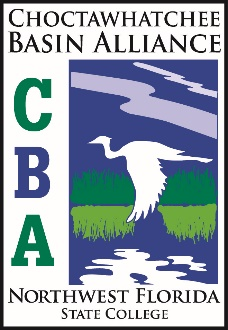 CHOCTAWHATCHEE
BASIN ALLIANCE
C
B
A
NORTHWEST FLORIDA
STATE COLLEGE